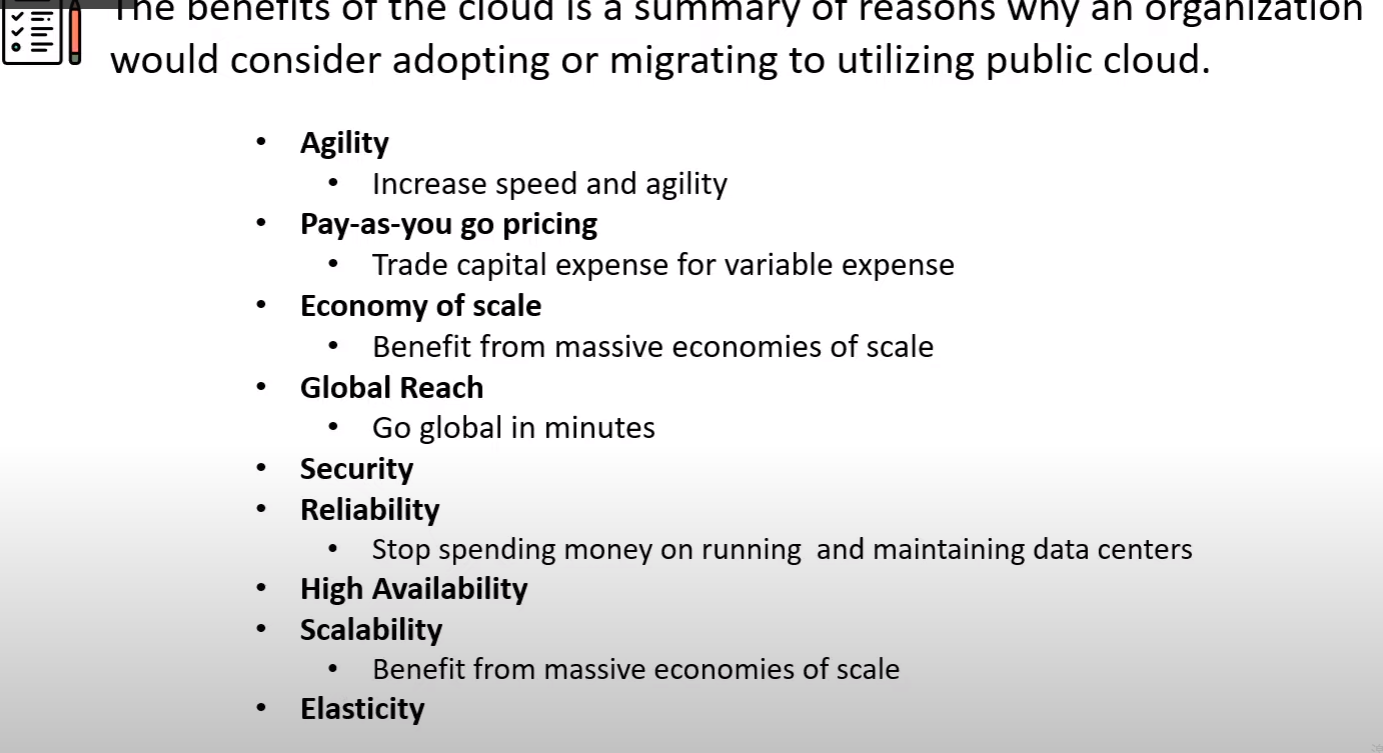 The benefits of the cloud is a summary of reasons why an organization
would consider adopting or migrating to utilizing public cloud.
• Agility
• Increase speed and agility
• Pay-as-you go pricing
• Trade capital expense for variable expense
• Economy of scale
• Benefit from massive economies of scale
• Global Reach
• Go global in minutes
• Security
• Reliability
• Stop spending money on running  and maintaining data centers
• High Availability
• Scalability
• Benefit from massive economies of scale
• Elasticity